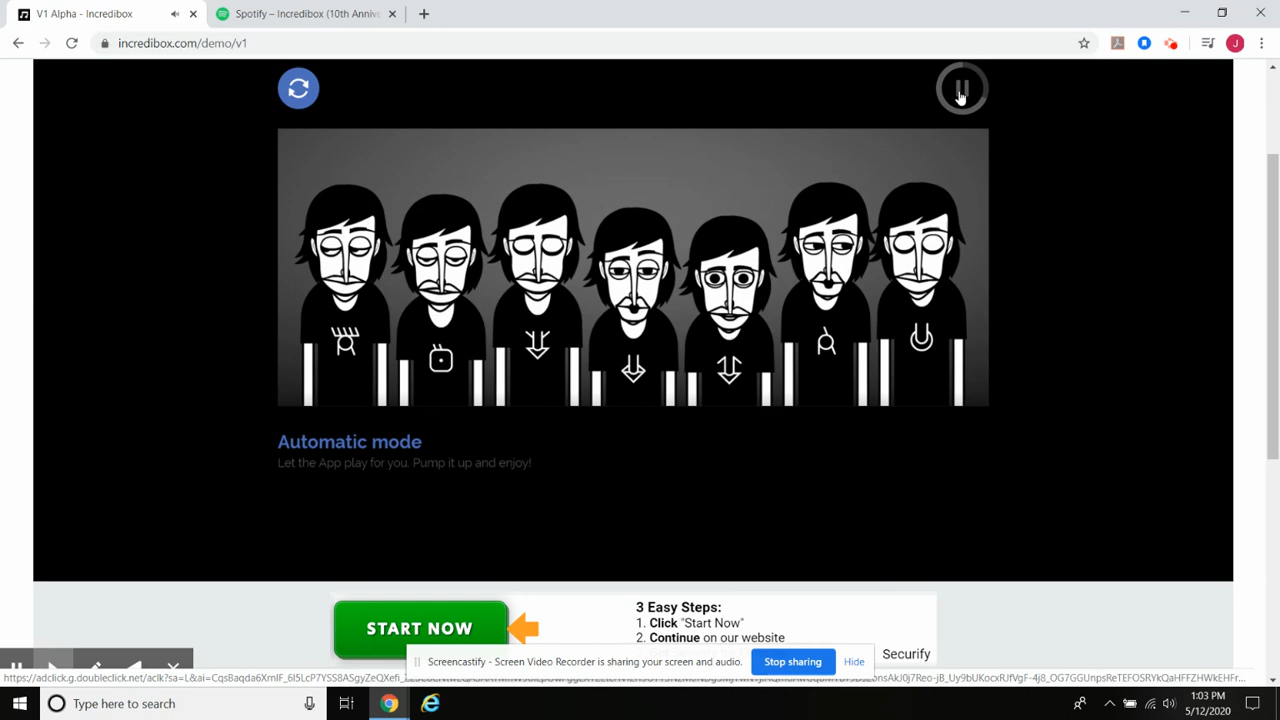 V1 Alpha - Incredibox
Spotify – Incredibox (10th Annive
incredibox.com/demo/v1
J
Automatic mode
Let the App play for you. Pump it up and enjoy!
START NOW
3 Easy Steps:
1. Click "Start Now"
2. Continue on our website
Securify
Screencastify - Screen Video Recorder is sharing your screen and audio.
Stop sharing
Hide
Type here to search
1:03 PM
5/12/2020